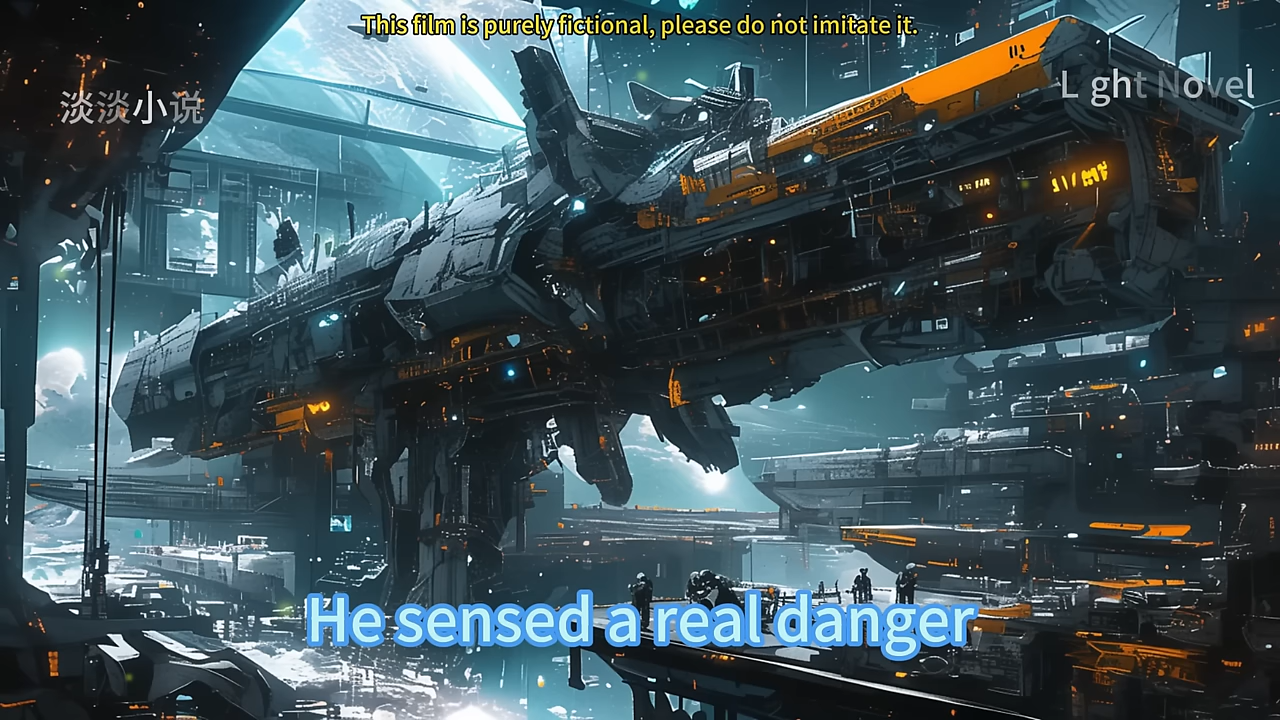 This film is purely fictional, please do not imitate it.
淡淡小说
Light Novel
He sensed a real danger